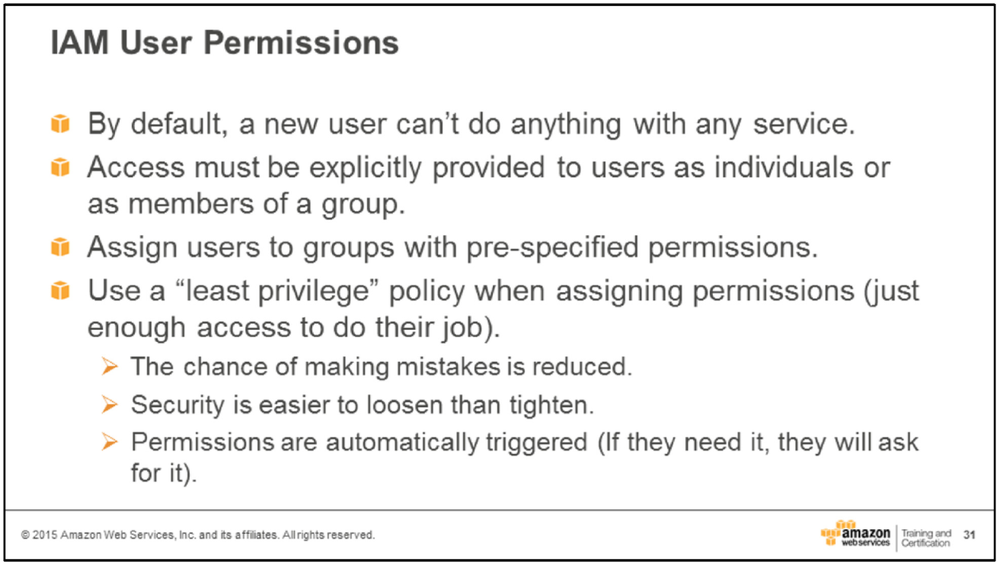 IAM User Permissions
By default, a new user can’t do anything with any service.
Access must be explicitly provided to users as individuals or
as members of a group.
Assign users to groups with pre-specified permissions.
Use a “least privilege” policy when assigning permissions (just
enough access to do their job).
The chance of making mistakes is reduced.
Security is easier to loosen than tighten.
Permissions are automatically triggered (If they need it, they will ask
for it).
© 2015 Amazon Web Services, Inc. and its affiliates. All rights reserved.
amazon
webservices
Training and
Certification
31